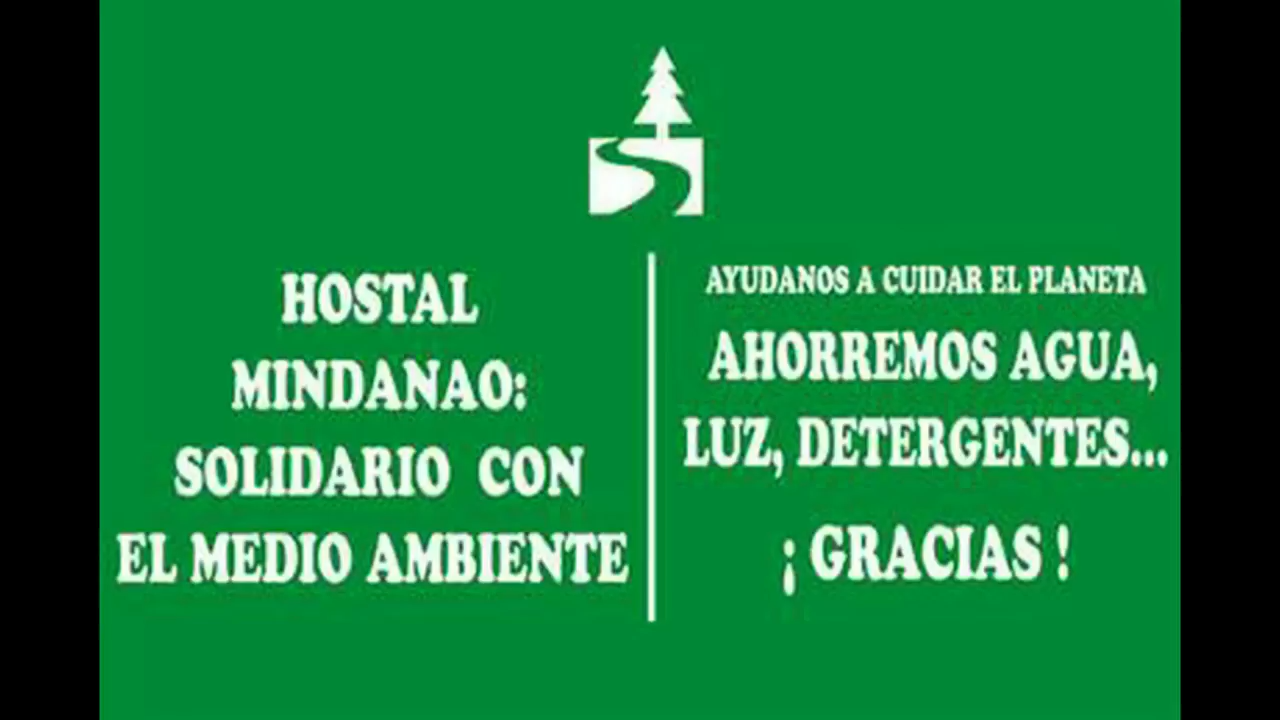 HOSTAL
MINDANAO:
SOLIDARIO CON
EL MEDIO AMBIENTE
AYUDANOS A CUIDAR EL PLANETA
AHORREMOS AGUA,
LUZ, DETERGENTES...
¡ GRACIAS !